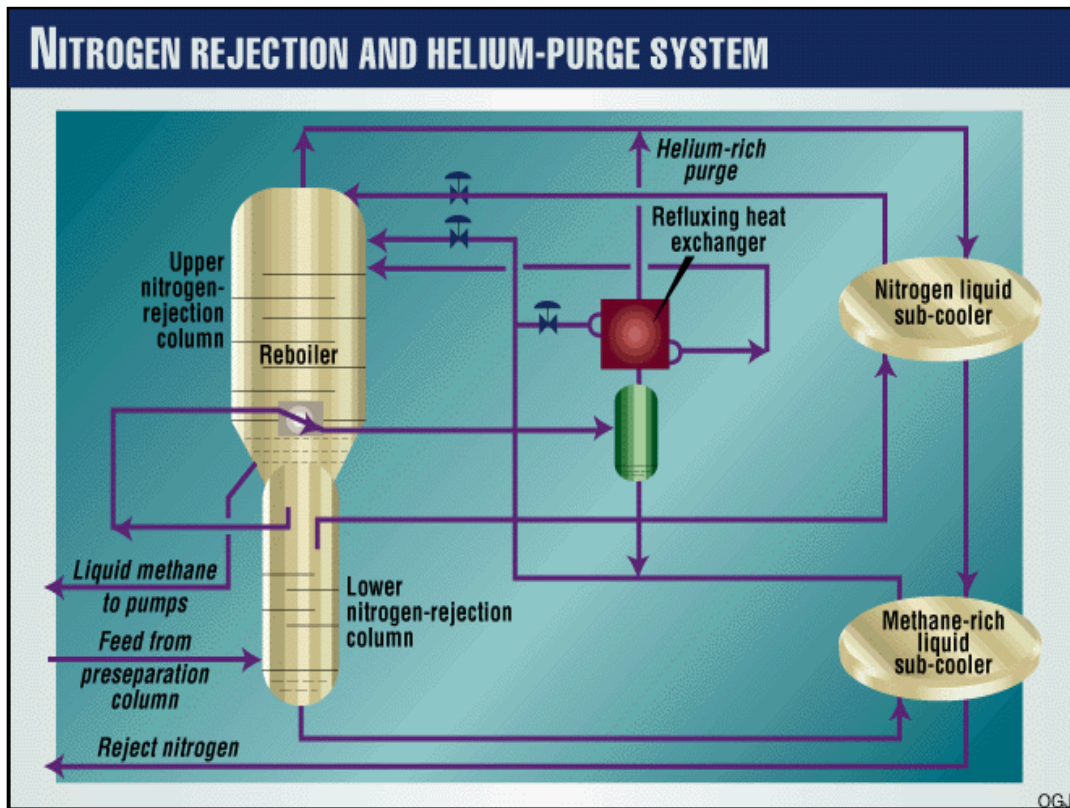 NITROGEN REJECTION AND HELIUM-PURGE SYSTEM
Helium-rich
purge
Refluxing heat
exchanger
Upper
nitrogen-
rejection
column
Reboiler
Nitrogen liquid
sub-cooler
Liquid methane
to pumps
Lower
nitrogen-rejection
column
Feed from
preseparation
column
Methane-rich
liquid
sub-cooler
Reject nitrogen